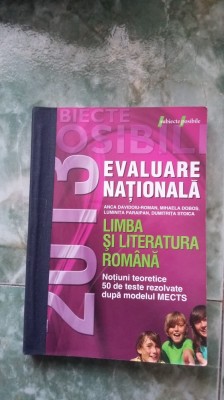 Subiecte posibile
BIECTE
OSIBILE
2013
EVALUARE
NAȚIONALĂ
ANCA DAVIDOIU-ROMAN, MIHAELA DOBOȘ,
LUMINIȚA PARAIPAN, DUMITRIȚA STOICA
LIMBA
ȘI LITERATURA
ROMÂNĂ
Noțiuni teoretice
50 de teste rezolvate
după modelul MECTS